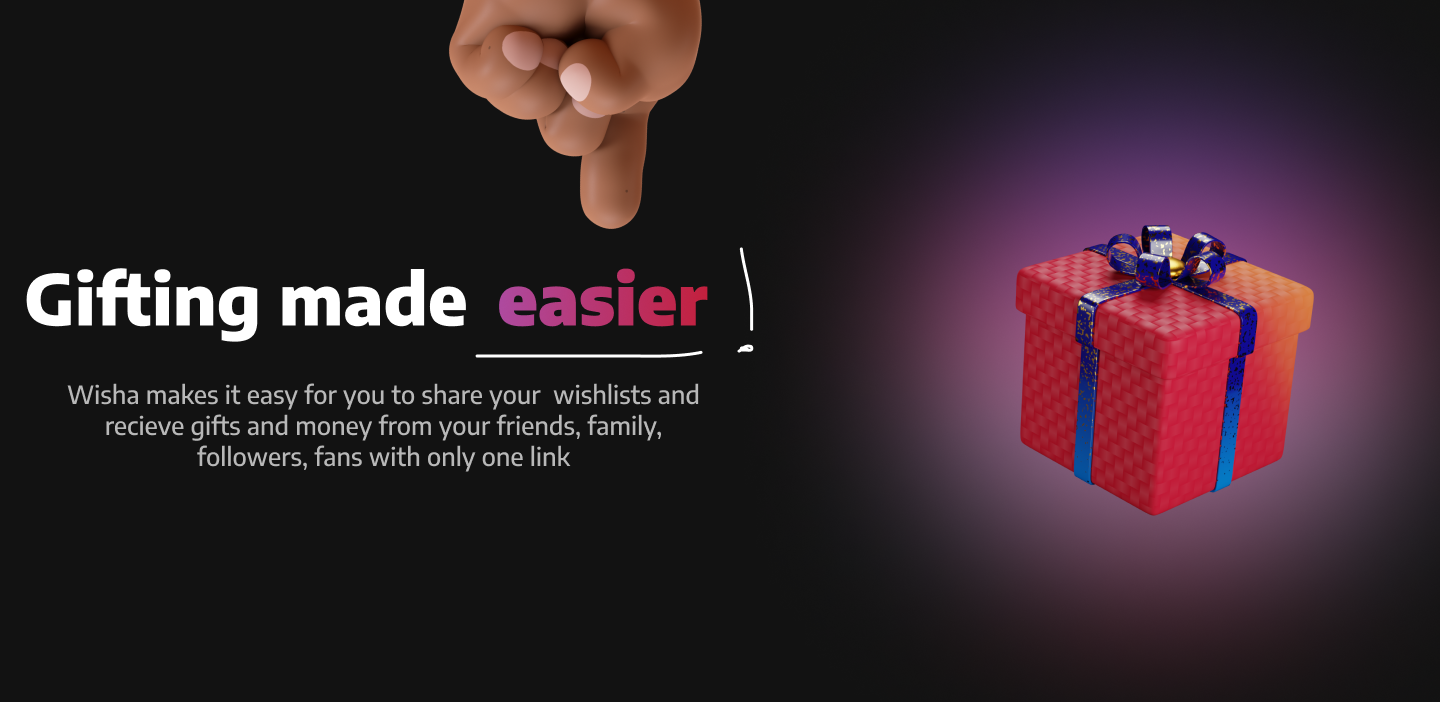 Gifting made easier !
Wisha makes it easy for you to share your wishlists and
recieve gifts and money from your friends, family,
followers, fans with only one link